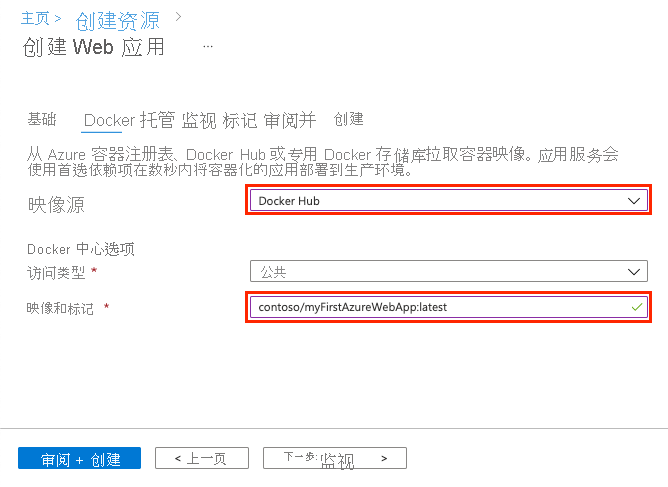 主页 > 创建资源 >
创建 Web 应用 ...
基础 Docker 托管 监视 标记 审阅并 创建
从 Azure 容器注册表、Docker Hub 或专用 Docker 存储库拉取容器映像。应用服务会
使用首选依赖项在数秒内将容器化的应用部署到生产环境。
映像源 Docker Hub
Docker 中心选项
访问类型 * 公共
映像和标记 * contoso/myFirstAzureWebApp:latest
审阅 + 创建 < 上一页 下一步: 监视 >